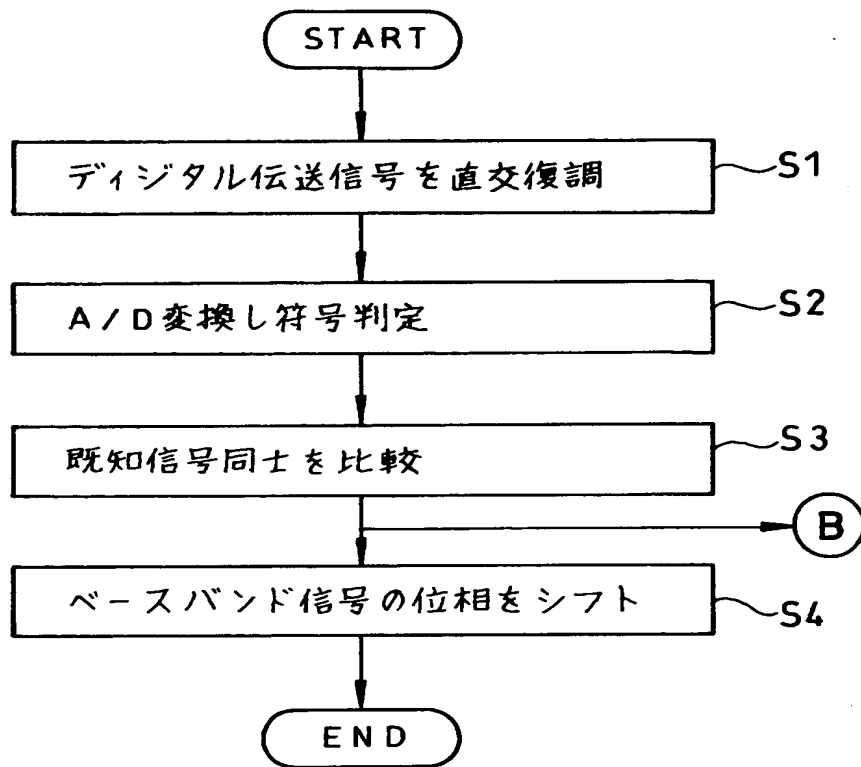 START
ディジタル伝送信号を直交復調
S1
A/D変換し符号判定
S2
既知信号同士を比較
S3
B
ベースバンド信号の位相をシフト
S4
END